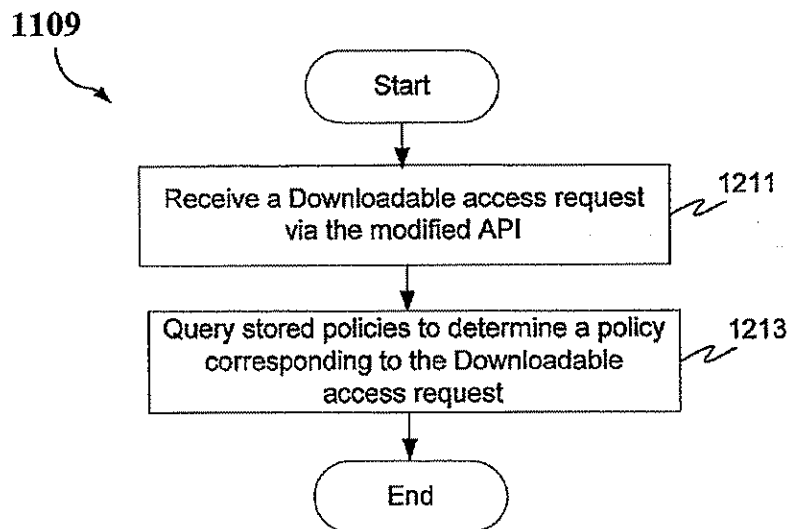 1109
Start
Receive a Downloadable access request
via the modified API
1211
Query stored policies to determine a policy
corresponding to the Downloadable
access request
1213
End